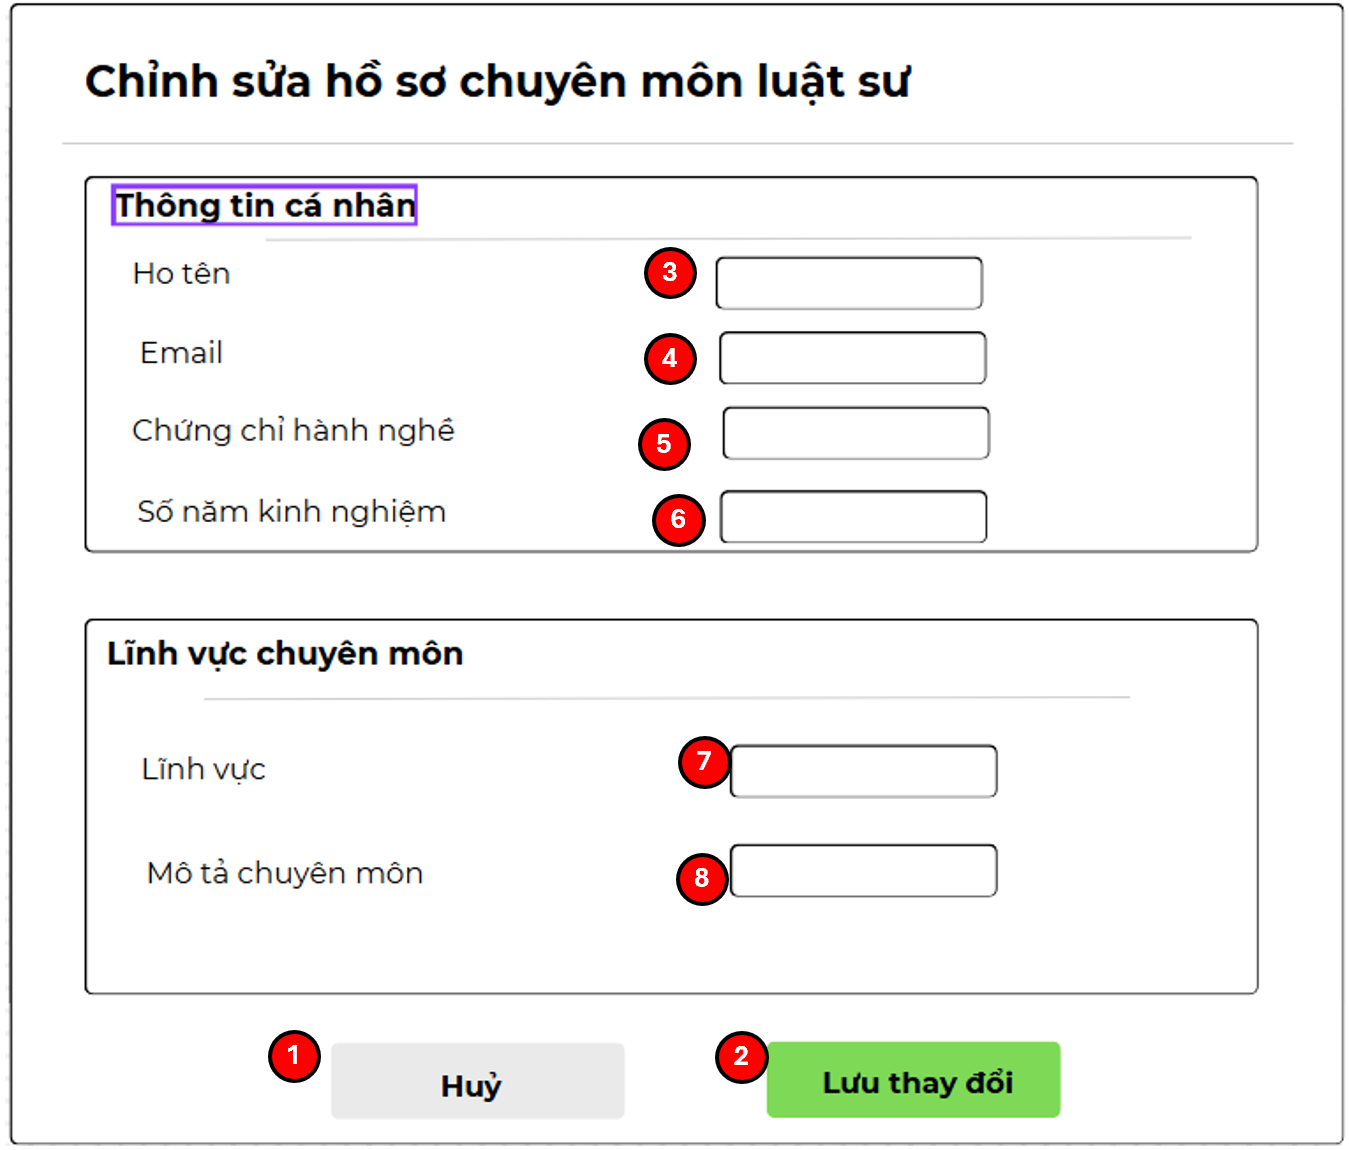 Chỉnh sửa hồ sơ chuyên môn luật sư
Thông tin cá nhân
Ho tên
3
Email
4
Chứng chỉ hành nghề
5
Số năm kinh nghiệm
6
Lĩnh vực chuyên môn
Lĩnh vực
7
Mô tả chuyên môn
8
1
Huỷ
2
Lưu thay đổi